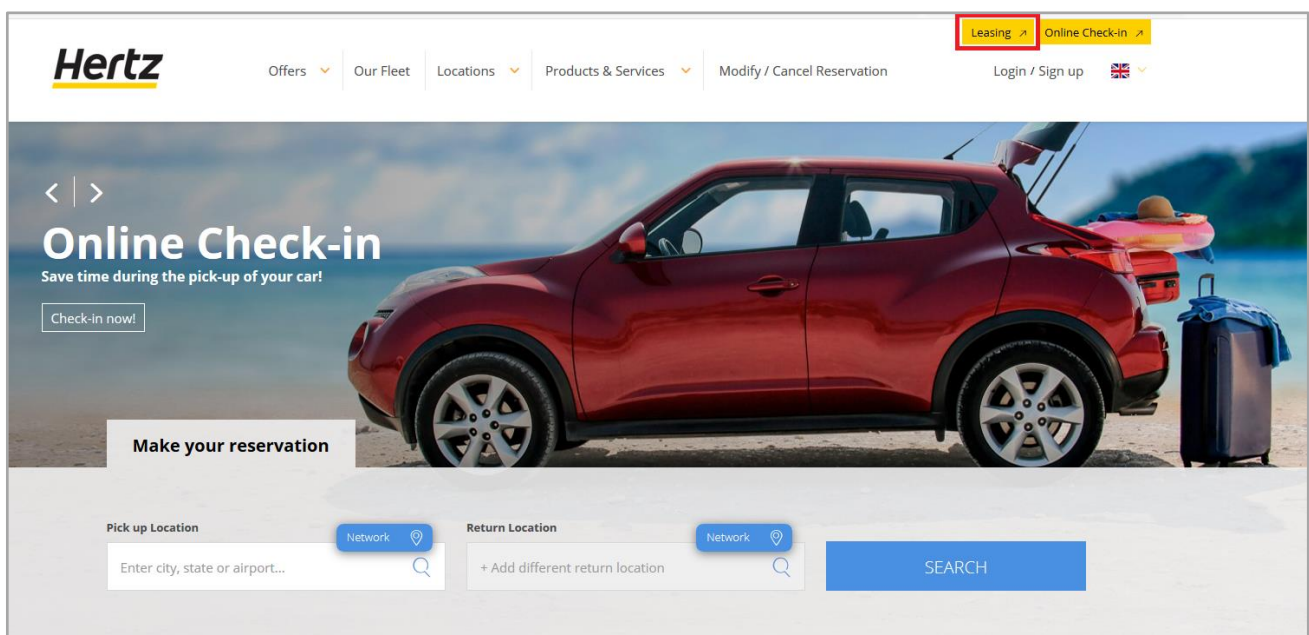 Leasing Online Check-in
Hertz
Offers Our Fleet Locations Products & Services Modify / Cancel Reservation Login / Sign up
Online Check-in
Save time during the pick-up of your car!
Check-in now!
Make your reservation
Pick up Location Network Return Location Network
Enter city, state or airport... + Add different return location SEARCH